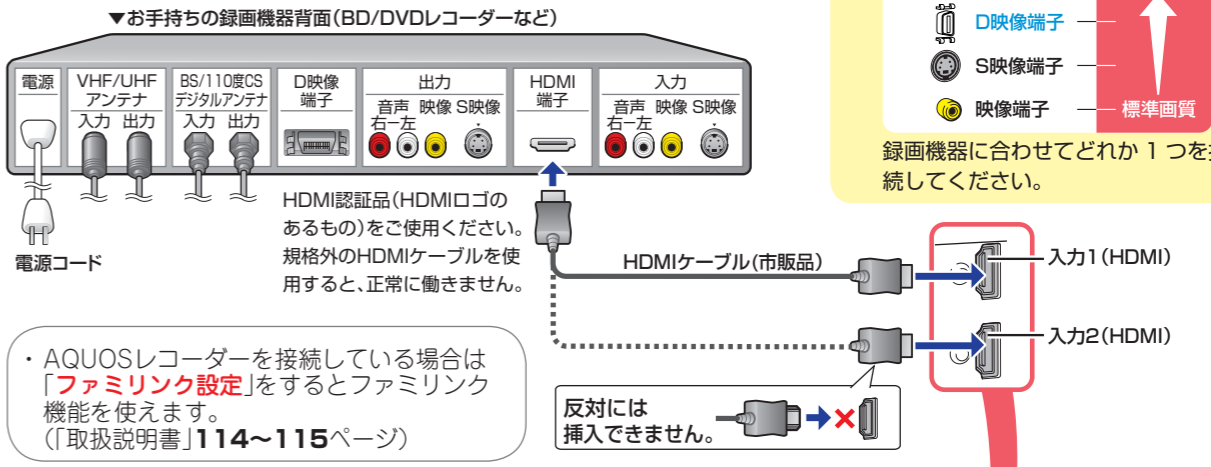 ▼お手持ちの録画機器背面(BD/DVDレコーダーなど)
電源
VHF/UHF
アンテナ
入力 出力
BS/110度CS
デジタルアンテナ
入力 出力
D映像
端子
出力
音声 映像 S映像
右ー左
HDMI
端子
入力
音声 映像 S映像
右ー左
電源コード
HDMI認証品(HDMIロゴの
あるもの)をご使用ください。
規格外のHDMIケーブルを使
用すると、正常に働きません。
HDMIケーブル(市販品)
D映像端子
S映像端子
映像端子
標準画質
録画機器に合わせてどれか 1 つを
続してください。
入力1(HDMI)
入力2(HDMI)
・AQUOSレコーダーを接続している場合は
「ファミリンク設定」をするとファミリンク
機能を使えます。
(「取扱説明書」114〜115ページ)
反対には
挿入できません。